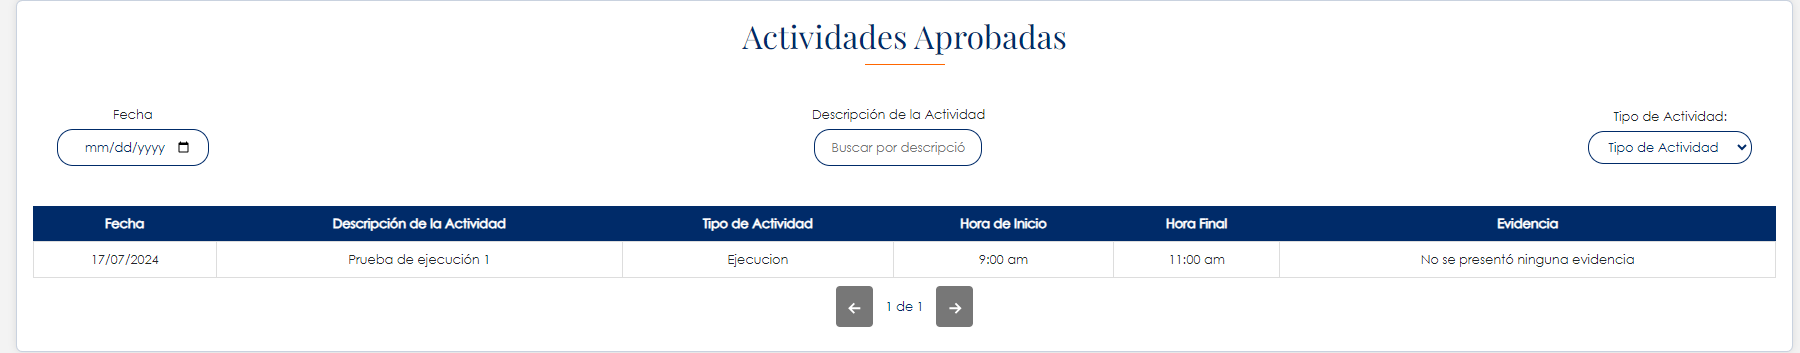 Actividades Aprobadas
Fecha
Descripción de la Actividad
Tipo de Actividad:
mm/dd/yyyy
Buscar por descripció
Tipo de Actividad
Fecha Descripción de la Actividad Tipo de Actividad Hora de Inicio Hora Final Evidencia
17/07/2024 Prueba de ejecución 1 Ejecucion 9:00 am 11:00 am No se presentó ninguna evidencia
← 1 de 1 →